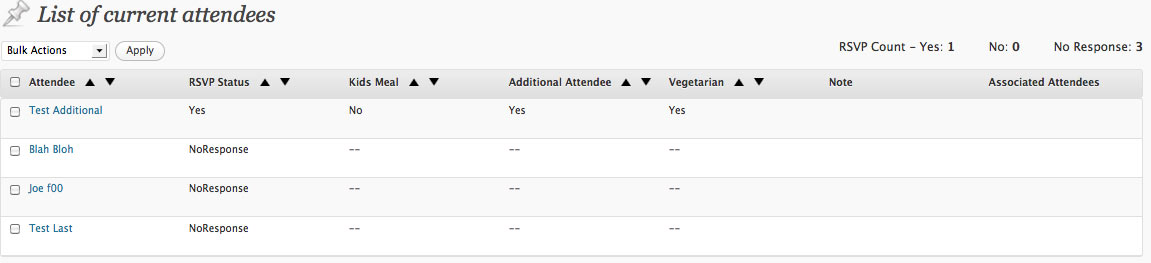 List of current attendees
Bulk Actions Apply RSVP Count - Yes: 1 No: 0 No Response: 3
Attendee ▲ ▼ RSVP Status ▲ ▼ Kids Meal ▲ ▼ Additional Attendee ▲ ▼ Vegetarian ▲ ▼ Note Associated Attendees
Test Additional Yes No Yes Yes
Blah Bloh NoResponse -- -- --
Joe f00 NoResponse -- -- --
Test Last NoResponse -- -- --